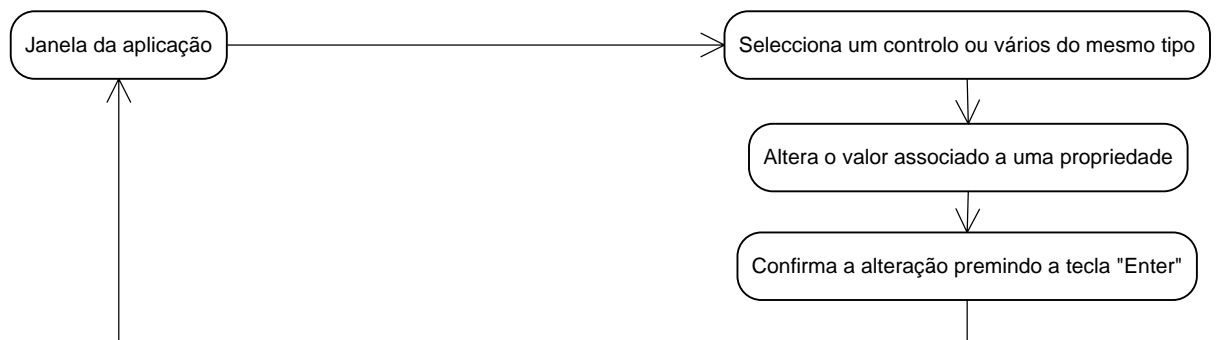 Janela da aplicação
Selecciona um controlo ou vários do mesmo tipo
Altera o valor associado a uma propriedade
Confirma a alteração premindo a tecla "Enter"